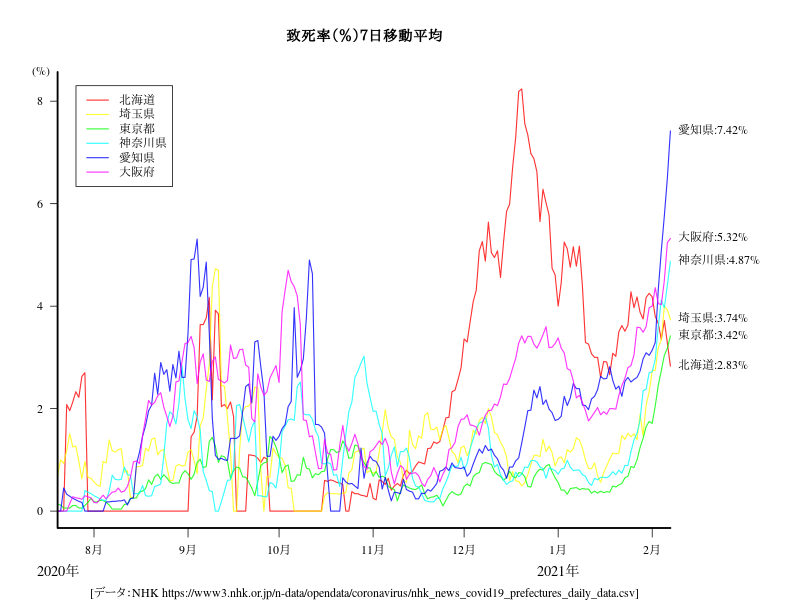 致死率(%)7日移動平均
(%)
8
6
4
2
0
北海道
埼玉県
東京都
神奈川県
愛知県
大阪府
愛知県:7.42%
大阪府:5.32%
神奈川県:4.87%
埼玉県:3.74%
東京都:3.42%
北海道:2.83%
8月 9月 10月 11月 12月 1月 2月
2020年 2021年
[データ:NHK https://www3.nhk.or.jp/n-data/opendata/coronavirus/nhk_news_covid19_prefectures_daily_data.csv]